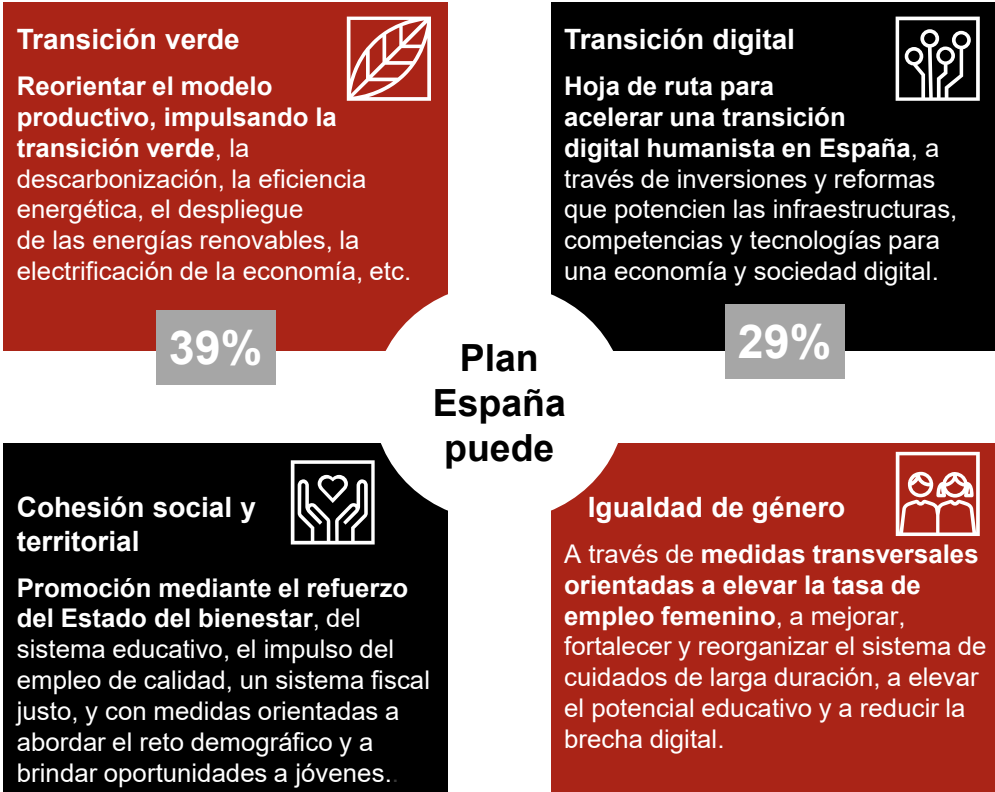 Transición verde
Reorientar el modelo
productivo, impulsando la
transición verde, la
descarbonización, la eficiencia
energética, el despliegue
de las energías renovables, la
electrificación de la economía, etc.
39%
Transición digital
Hoja de ruta para
acelerar una transición
digital humanista en España, a
través de inversiones y reformas
que potencien las infraestructuras,
competencias y tecnologías para
una economía y sociedad digital.
29%
Plan
España
puede
Cohesión social y
territorial
Promoción mediante el refuerzo
del Estado del bienestar, del
sistema educativo, el impulso del
empleo de calidad, un sistema fiscal
justo, y con medidas orientadas a
abordar el reto demográfico y a
brindar oportunidades a jóvenes..
Igualdad de género
A través de medidas transversales
orientadas a elevar la tasa de
empleo femenino, a mejorar,
fortalecer y reorganizar el sistema de
cuidados de larga duración, a elevar
el potencial educativo y a reducir la
brecha digital.